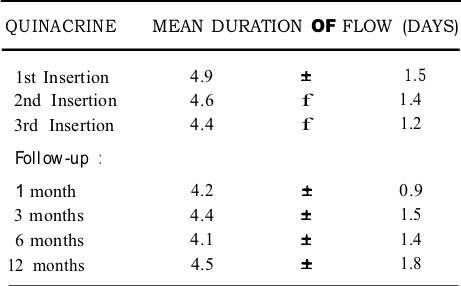 QUINACRINE MEAN DURATION OF FLOW (DAYS)
1st Insertion 4.9 ± 1.5
2nd Insertion 4.6 f 1.4
3rd Insertion 4.4 f 1.2
Follow-up :
1 month 4.2 ± 0.9
3 months 4.4 ± 1.5
6 months 4.1 ± 1.4
12 months 4.5 ± 1.8